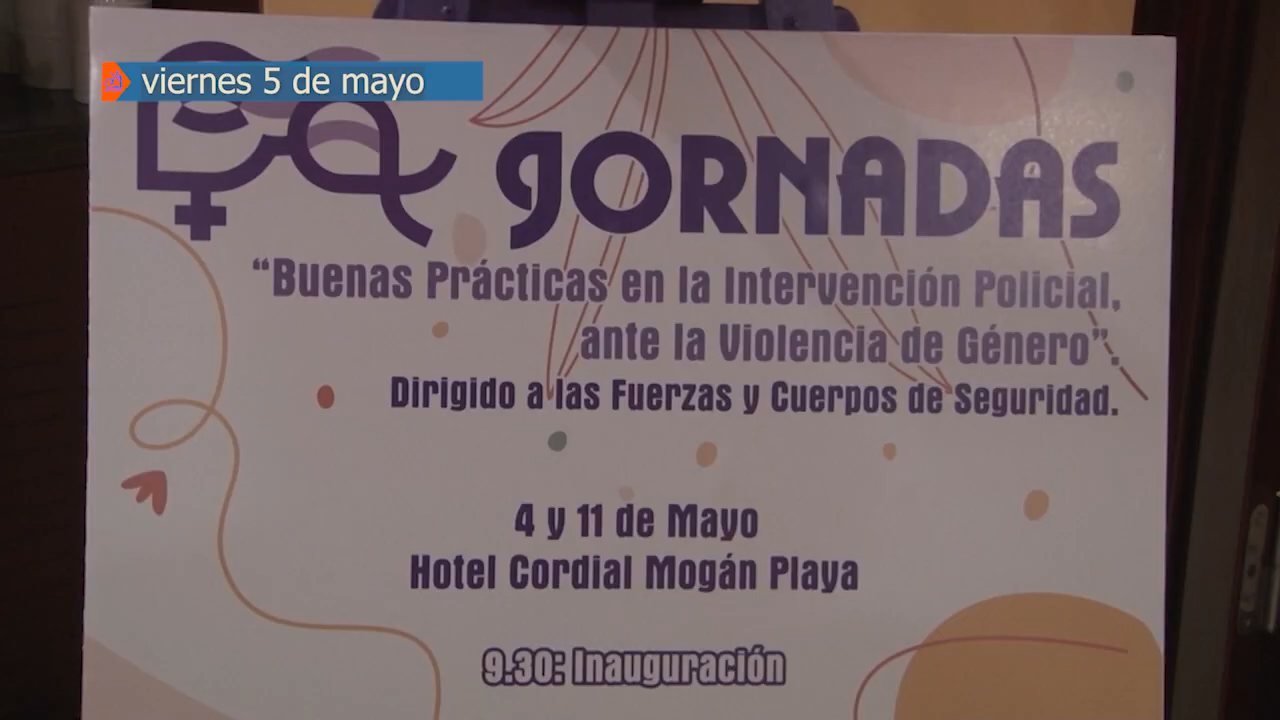 viernes 5 de mayo
JORNADAS
“Buenas Prácticas en la Intervención Policial,
ante la Violencia de Género”.
Dirigido a las Fuerzas y Cuerpos de Seguridad.
4 y 11 de Mayo
Hotel Cordial Mogán Playa
9.30: Inauguración